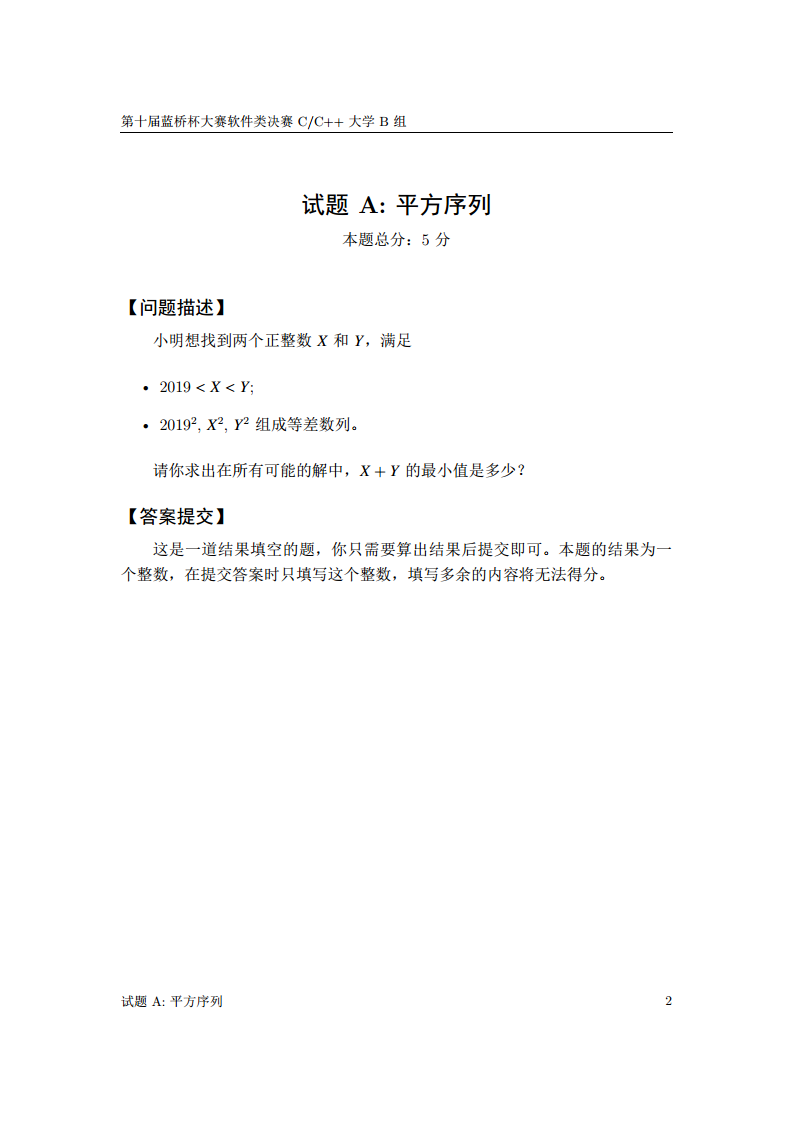 第十届蓝桥杯大赛软件类决赛 C/C++ 大学 B 组
试题 A: 平方序列
本题总分：5 分
【问题描述】
小明想找到两个正整数 X 和 Y，满足
• 2019 < X < Y;
• 2019², X², Y² 组成等差数列。
请你求出在所有可能的解中，X + Y 的最小值是多少？
【答案提交】
这是一道结果填空的题，你只需要算出结果后提交即可。本题的结果为一
个整数，在提交答案时只填写这个整数，填写多余的内容将无法得分。
试题 A: 平方序列 2